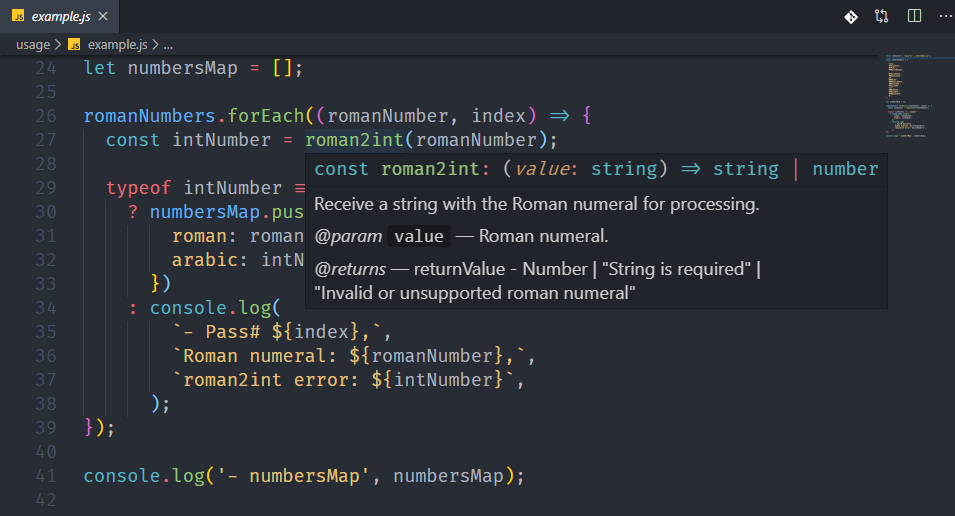 JS example.js ×
usage > JS example.js > ...
24 let numbersMap = [];
25
26 romanNumbers.forEach((romanNumber, index) => {
27 const intNumber = roman2int(romanNumber);
28 const roman2int: (value: string) => string | number
29 typeof intNumber =
Receive a string with the Roman numeral for processing.
30 ? numbersMap.pus
31 roman: roman
@param value — Roman numeral.
32 arabic: intN
@returns — returnValue - Number | "String is required" |
33 })
"Invalid or unsupported roman numeral"
34 : console.log(
35 `- Pass# ${index},`,
36 `Roman numeral: ${romanNumber},`,
37 `roman2int error: ${intNumber}`,
38 );
39 });
40
41 console.log('- numbersMap', numbersMap);
42